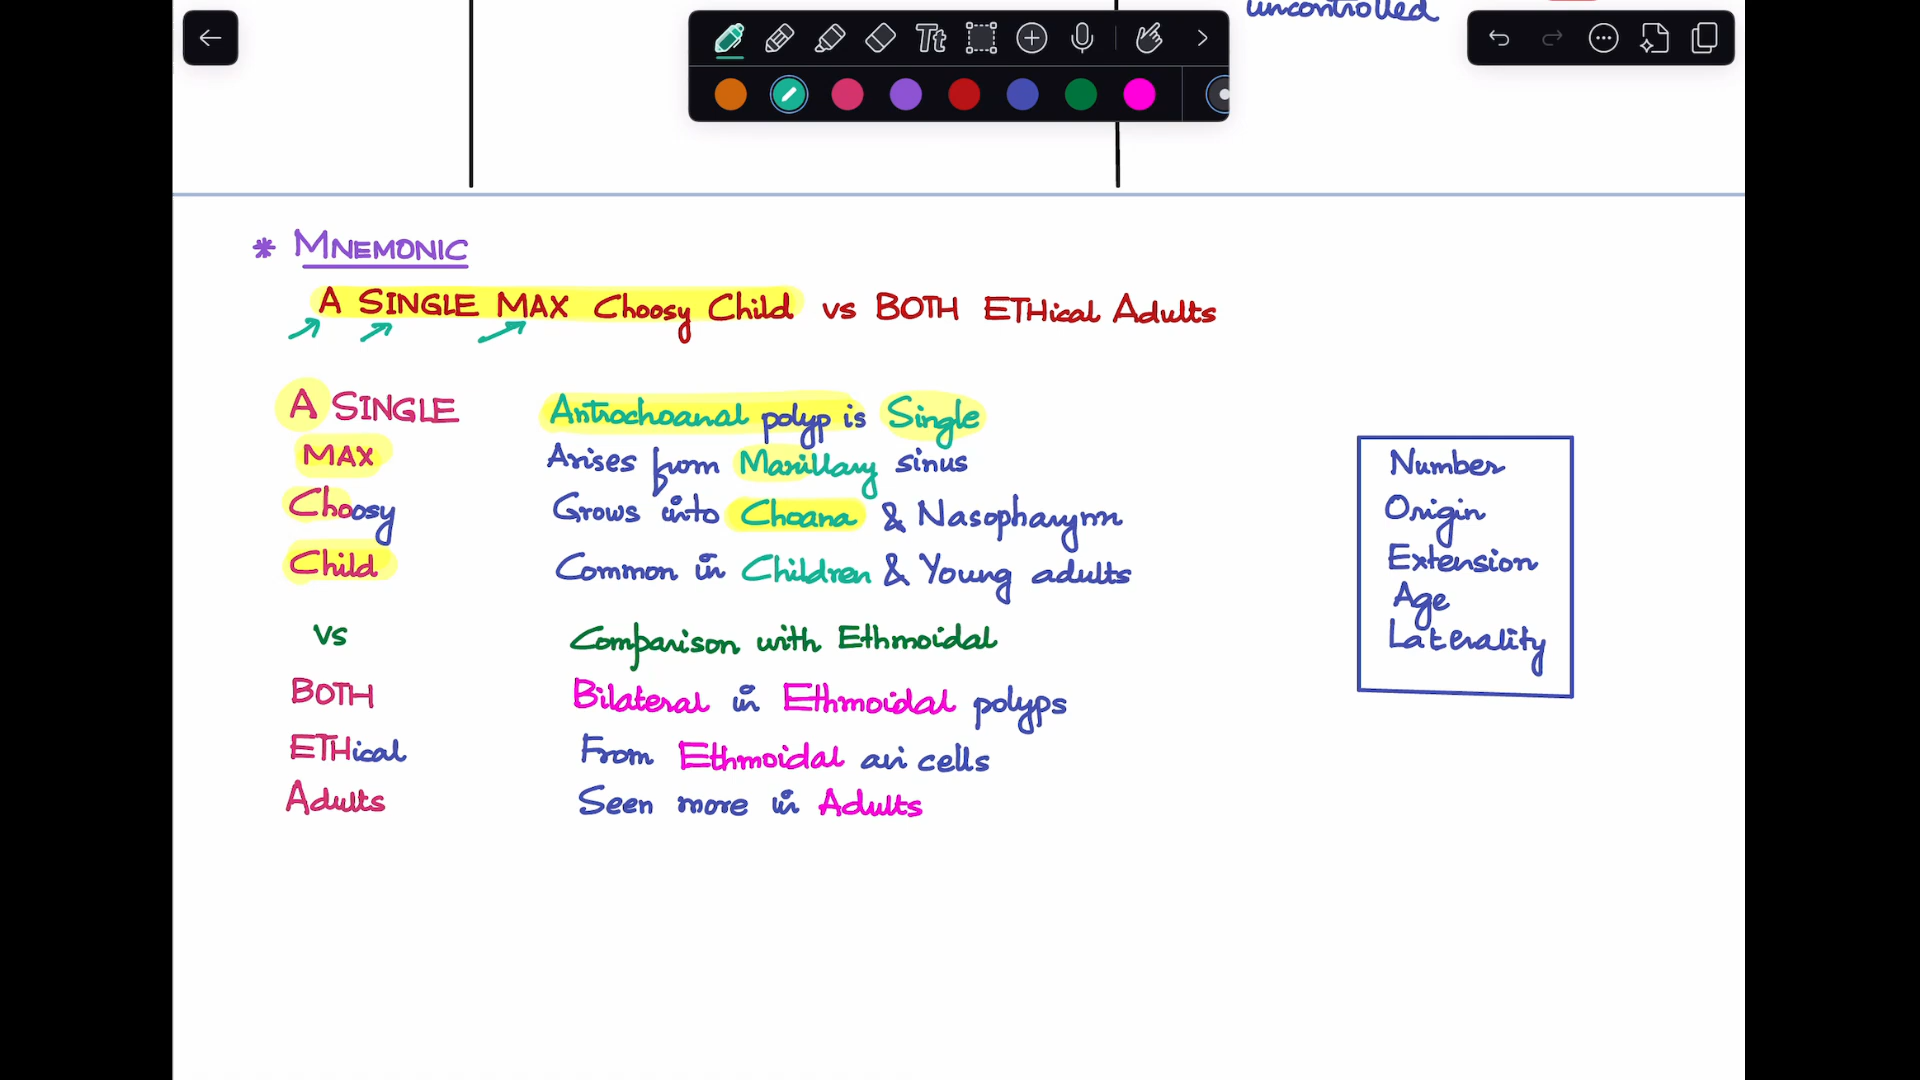 uncontrolled
Tt
* MNEMONIC
A SINGLE MAX Choosy Child vs BOTH ETHical Adults
A SINGLE Antrochoanal polyp is Single
MAX Arises from Maxillary sinus
Choosy Grows into Choana & Nasopharynx
Child Common in Children & Young adults
vs Comparison with Ethmoidal
BOTH Bilateral in Ethmoidal polyps
ETHical From Ethmoidal air cells
Adults Seen more in Adults
Number
Origin
Extension
Age
Laterality